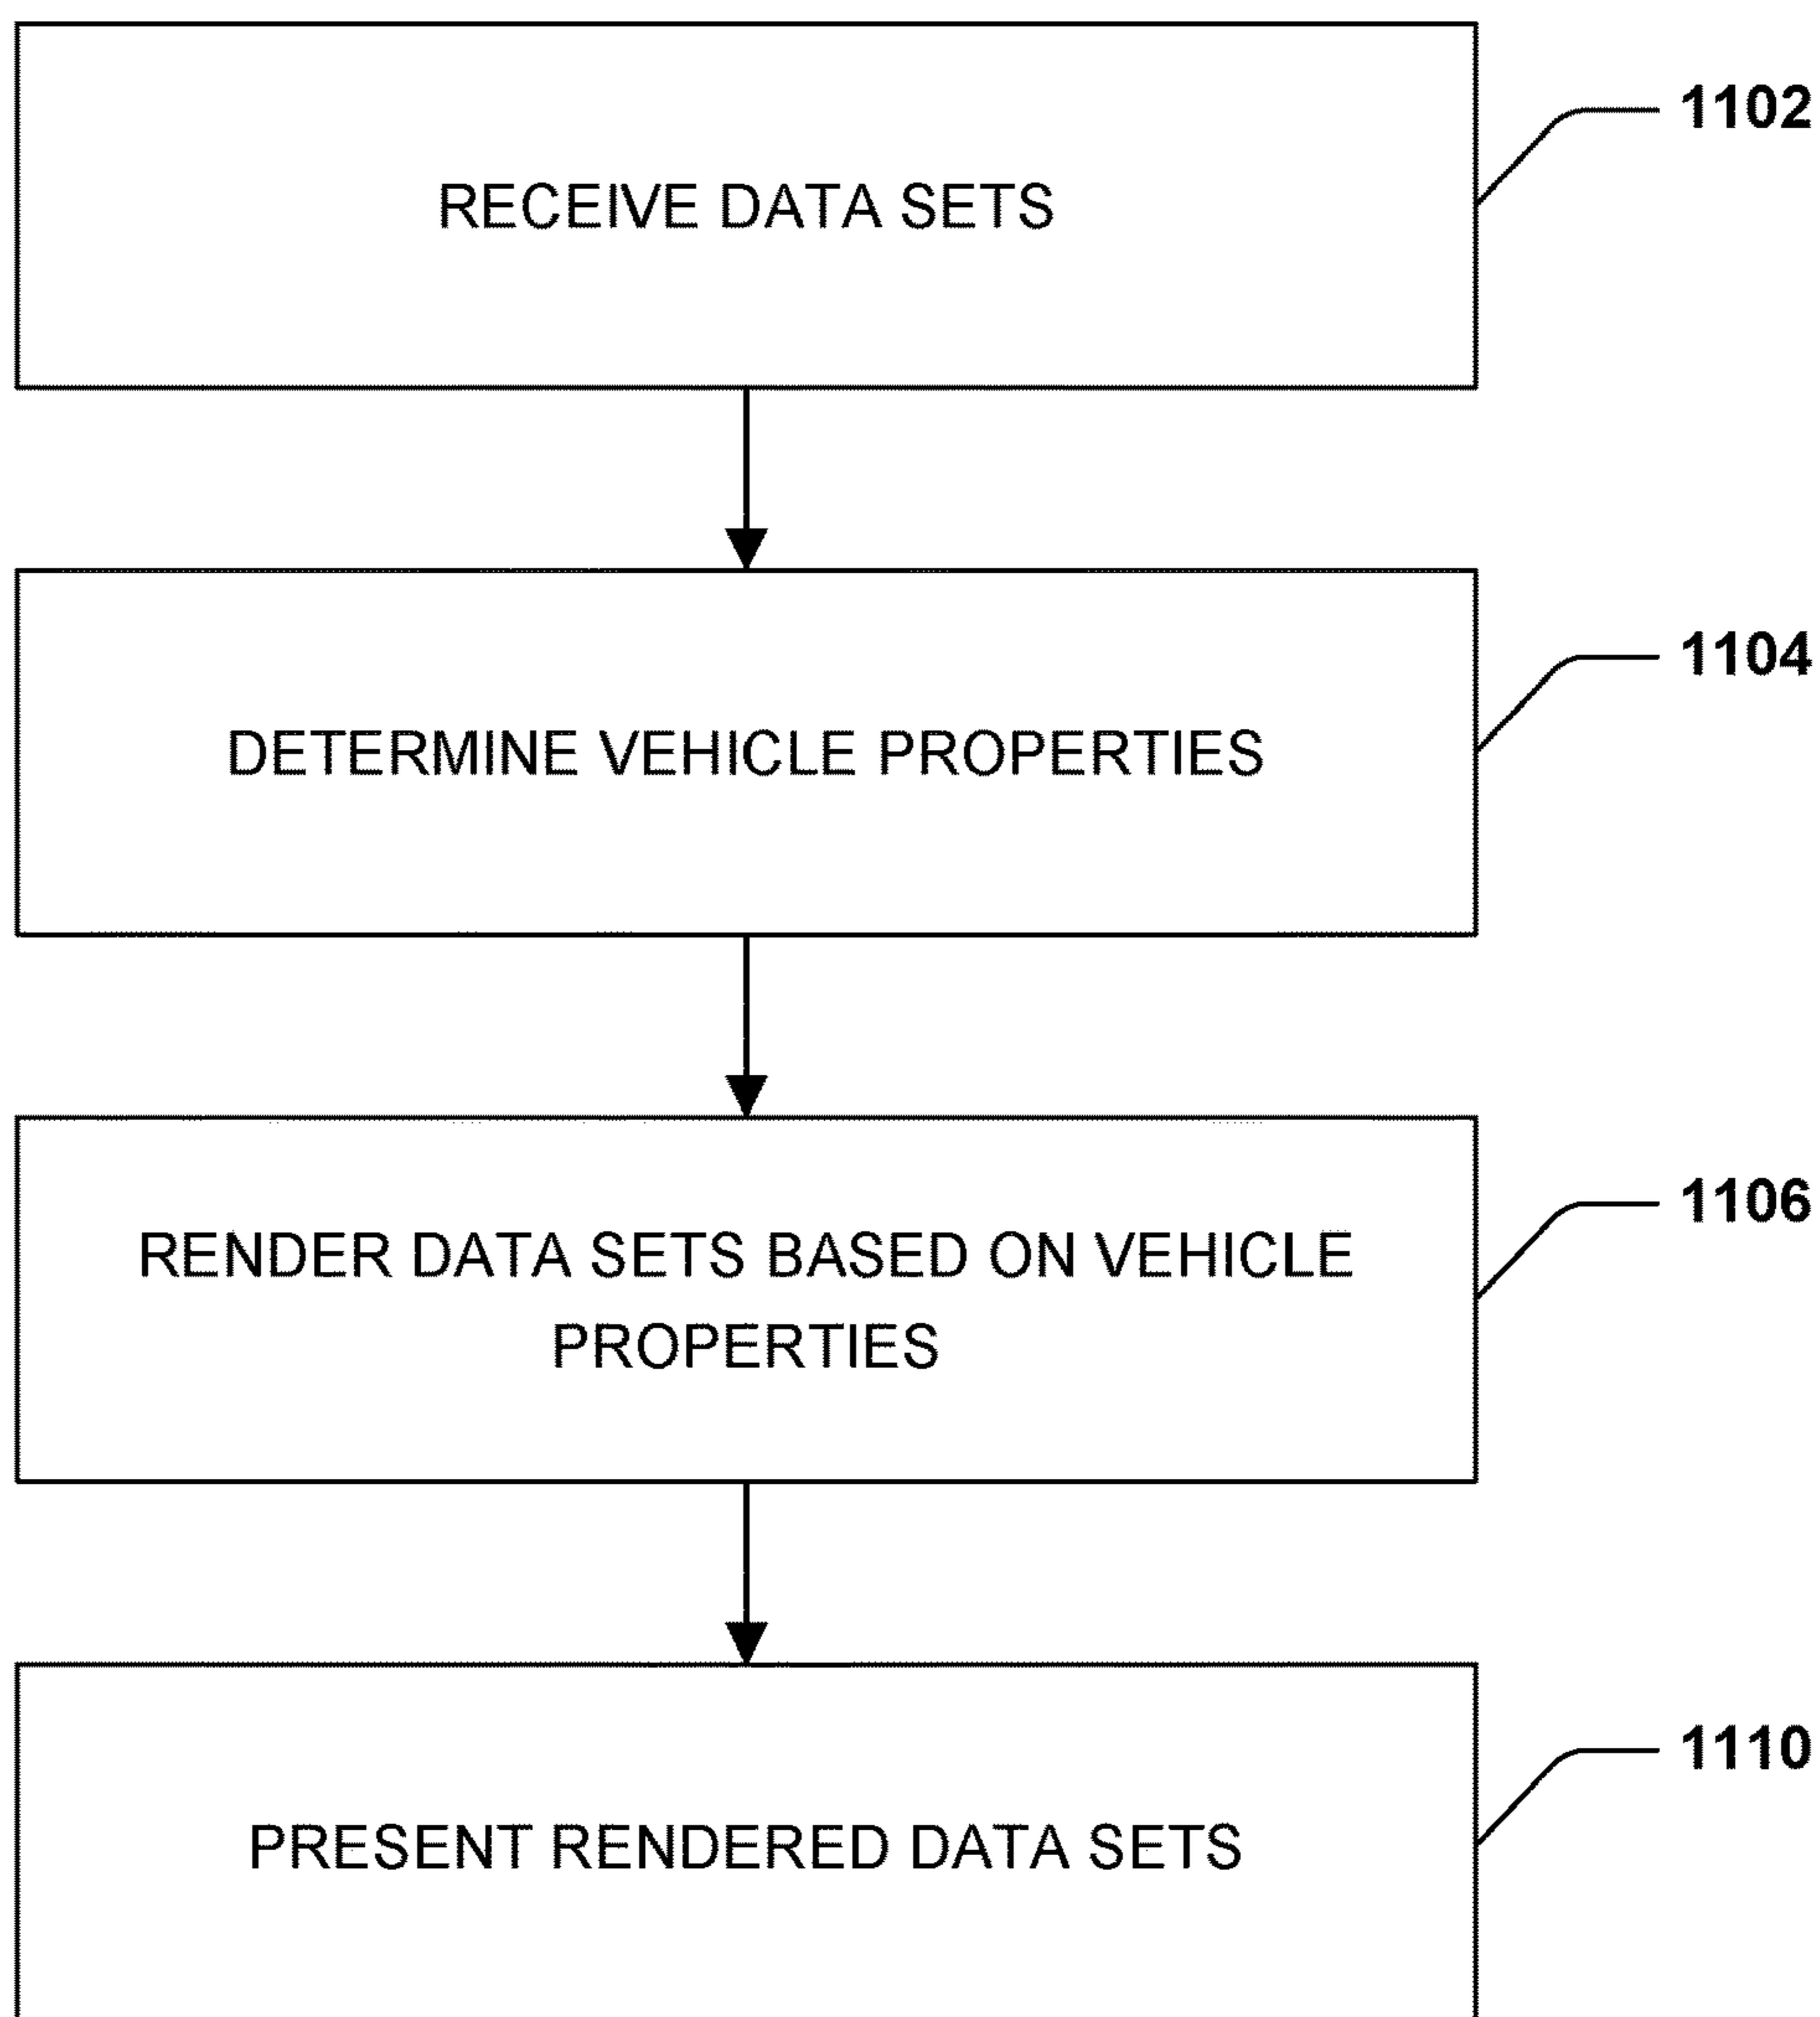 1102
RECEIVE DATA SETS
1104
DETERMINE VEHICLE PROPERTIES
1106
RENDER DATA SETS BASED ON VEHICLE
PROPERTIES
1110
PRESENT RENDERED DATA SETS